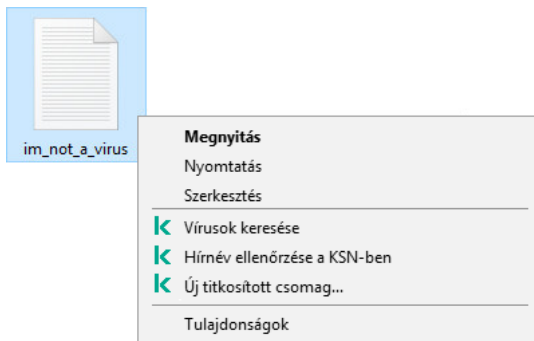 im_not_a_virus
Megnyitás
Nyomtatás
Szerkesztés
Vírusok keresése
Hírnév ellenőrzése a KSN-ben
Új titkosított csomag...
Tulajdonságok